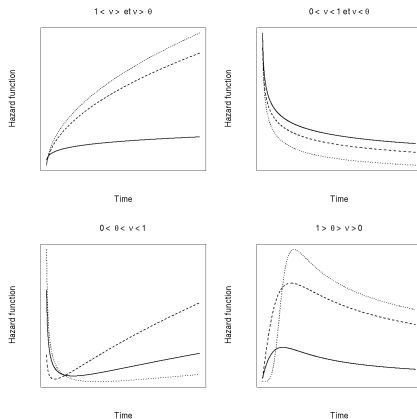 1 < ν > et ν > θ
Hazard function
Time
0 < ν < 1 et ν < θ
Hazard function
Time
0 < θ < ν < 1
Hazard function
Time
1 > θ > ν > 0
Hazard function
Time